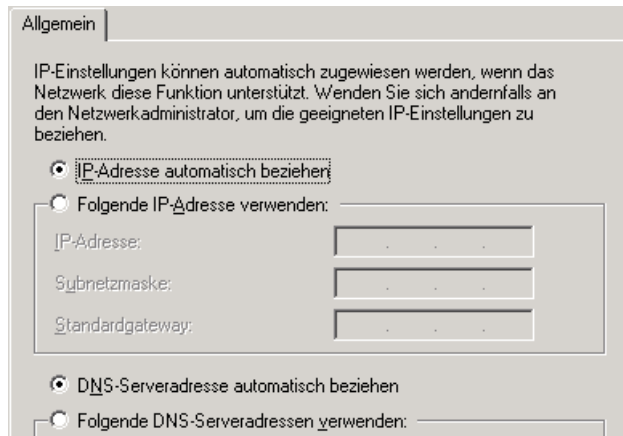 Allgemein
IP-Einstellungen können automatisch zugewiesen werden, wenn das
Netzwerk diese Funktion unterstützt. Wenden Sie sich andernfalls an
den Netzwerkadministrator, um die geeigneten IP-Einstellungen zu
beziehen.
IP-Adresse automatisch beziehen
Folgende IP-Adresse verwenden:
IP-Adresse:
Subnetzmaske:
Standardgateway:
DNS-Serveradresse automatisch beziehen
Folgende DNS-Serveradressen verwenden: